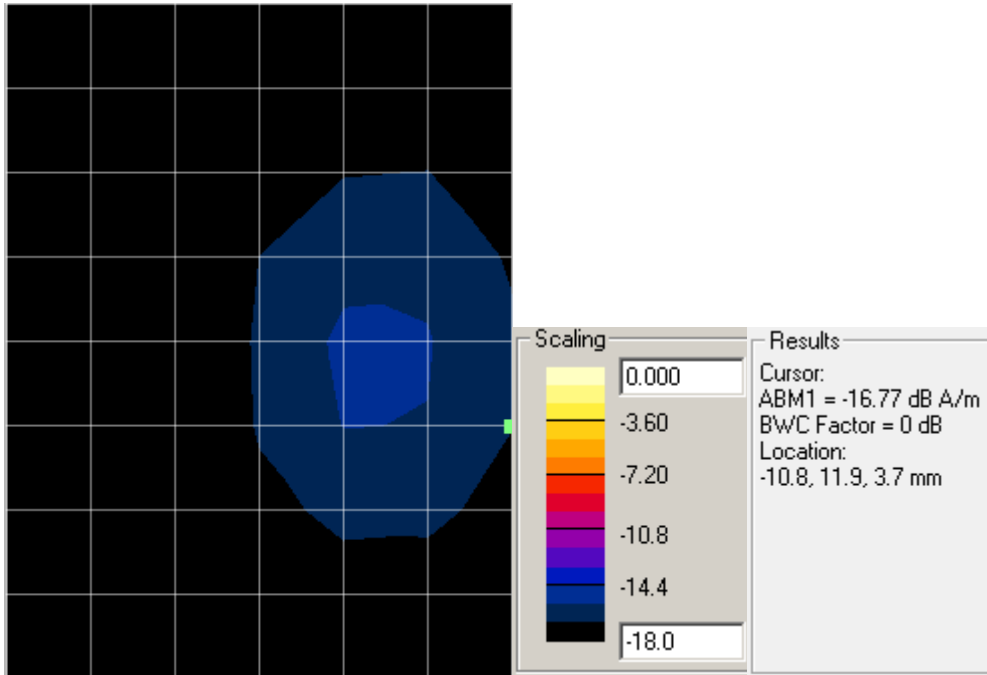 Scaling
0.000
-3.60
-7.20
-10.8
-14.4
-18.0
Results
Cursor:
ABM1 = -16.77 dB A/m
BWC Factor = 0 dB
Location:
-10.8, 11.9, 3.7 mm